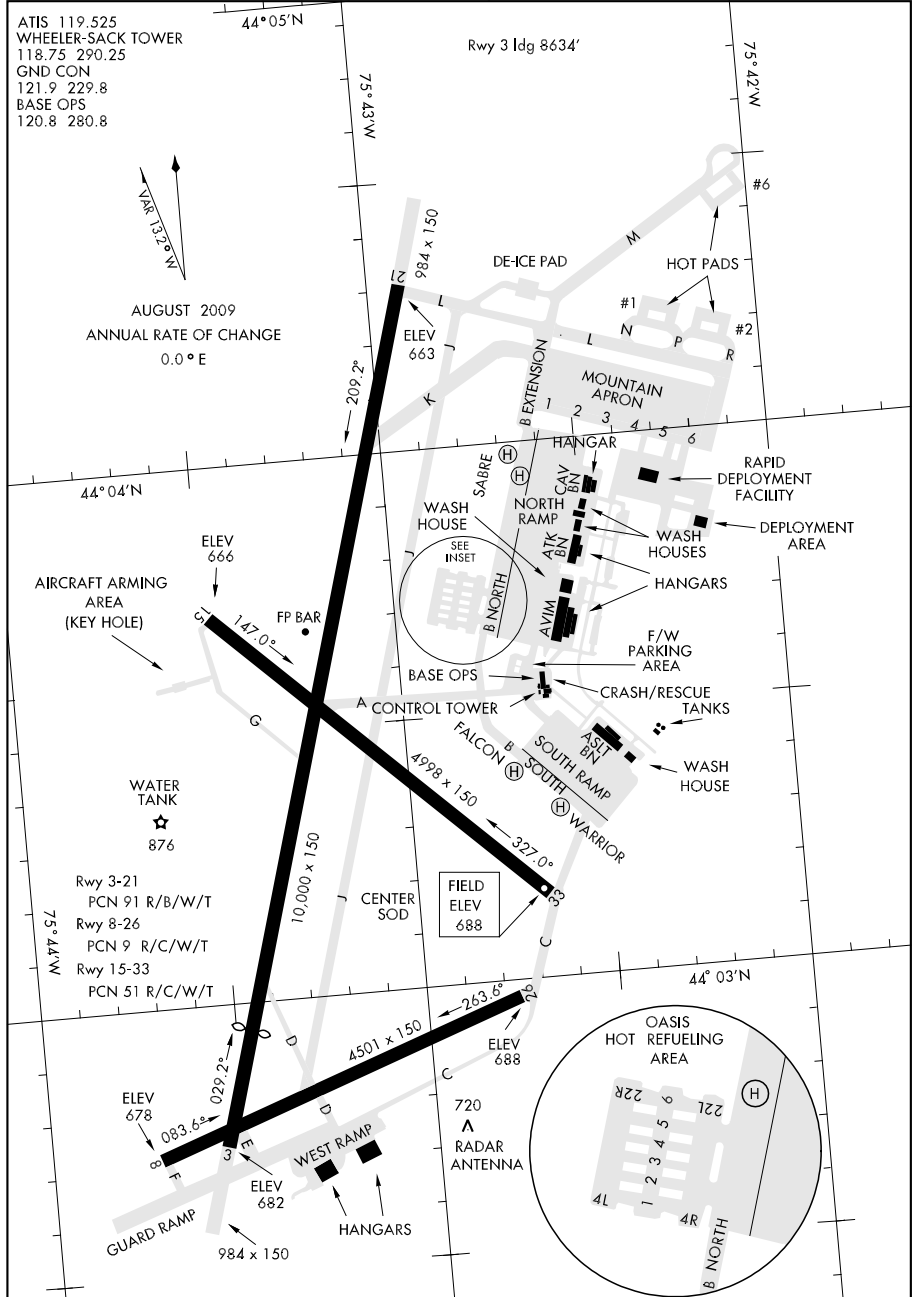 ATIS 119.525
WHEELER-SACK TOWER
118.75 290.25
GND CON
121.9 229.8
BASE OPS
120.8 280.8
44°05'N
Rwy 3 ldg 8634'
75°43'W
75°42'W
VAR 13.2° W
AUGUST 2009
ANNUAL RATE OF CHANGE
0.0° E
984 x 150
21
L
ELEV
663
J
209.2°
K
DE-ICE PAD
M
#6
HOT PADS
#1
#2
L
N
P
R
B EXTENSION
MOUNTAIN
APRON
1
2
3
4
5
6
44°04'N
SABRE
H
H
HANGAR
CAV
BN
RAPID
DEPLOYMENT
FACILITY
NORTH
RAMP
WASH
HOUSE
ATK
BN
WASH
HOUSES
DEPLOYMENT
AREA
SEE
INSET
J
B NORTH
AVIM
HANGARS
ELEV
666
AIRCRAFT ARMING
AREA
(KEY HOLE)
15
147.0°
FP BAR
F/W
PARKING
AREA
BASE OPS
CRASH/RESCUE
CONTROL TOWER
TANKS
A
G
FALCON
H
B
SOUTH
SOUTH RAMP
ASLT
BN
WASH
HOUSE
H
WARRIOR
4998 x 150
327.0°
33
WATER
TANK
876
10,000 x 150
J
CENTER
SOD
FIELD
ELEV
688
Rwy 3-21
PCN 91 R/B/W/T
Rwy 8-26
PCN 9 R/C/W/T
Rwy 15-33
PCN 51 R/C/W/T
75°44'W
C
44°03'N
263.6°
26
ELEV
688
4501 x 150
D
C
029.2°
ELEV
678
083.6°
8
F
3
E
D
ELEV
682
WEST RAMP
720
RADAR
ANTENNA
HANGARS
GUARD RAMP
984 x 150
OASIS
HOT REFUELING
AREA
22R
22L
H
6
5
4
3
2
1
4L
4R
B NORTH